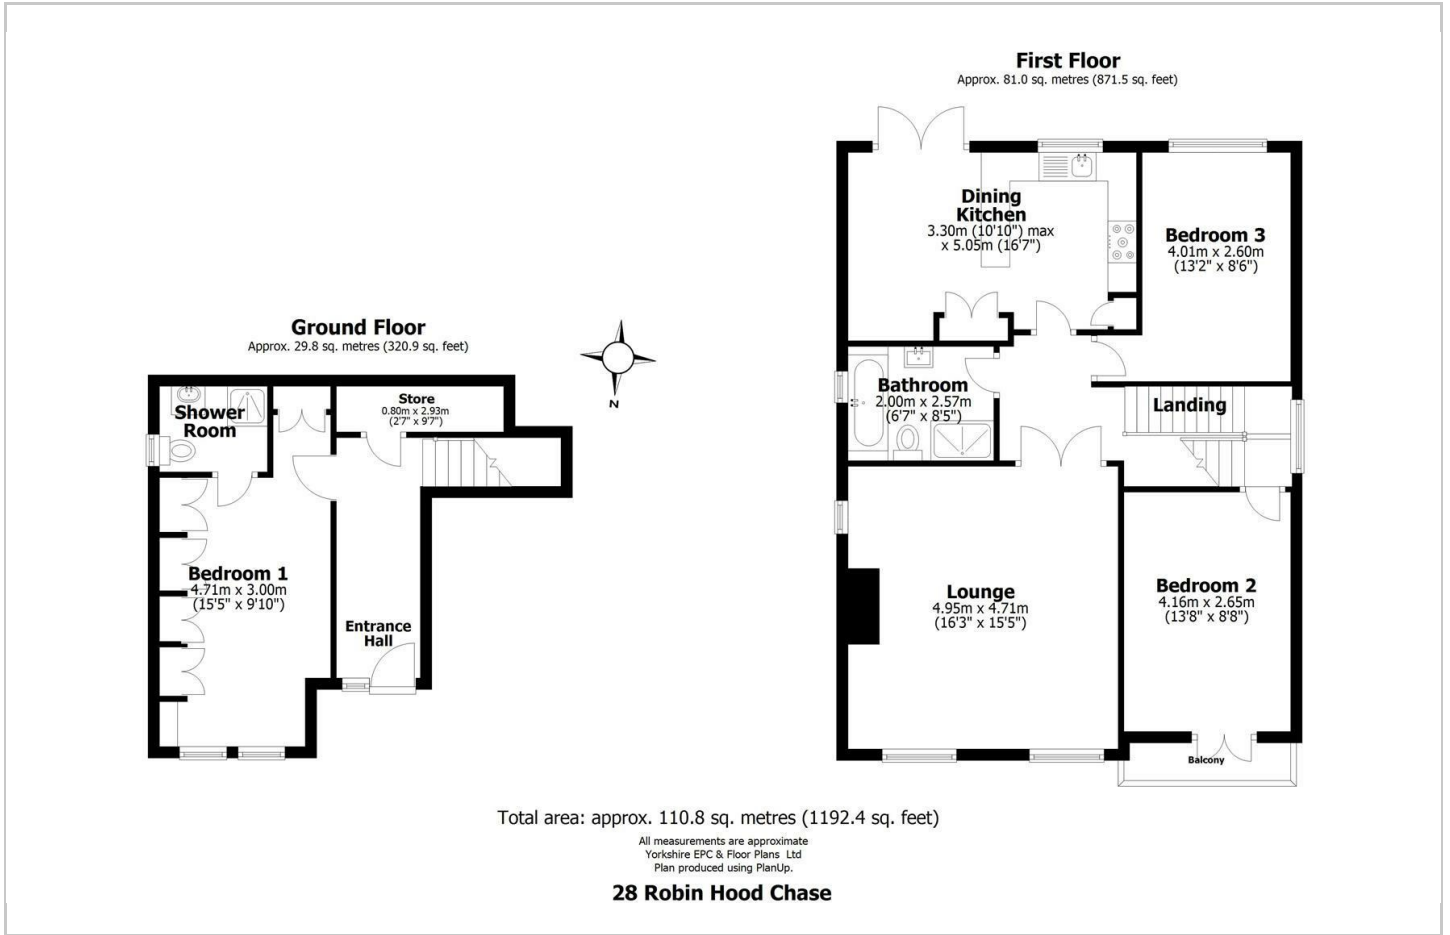 First Floor
Approx. 81.0 sq. metres (871.5 sq. feet)
Dining
Kitchen
3.30m (10'10") max
x 5.05m (16'7")
Bedroom 3
4.01m x 2.60m
(13'2" x 8'6")
Ground Floor
Approx. 29.8 sq. metres (320.9 sq. feet)
N
Shower
Room
Store
0.80m x 2.93m
(2'7" x 9'7")
Bathroom
2.00m x 2.57m
(6'7" x 8'5")
Landing
Bedroom 1
4.71m x 3.00m
(15'5" x 9'10")
Entrance
Hall
Lounge
4.95m x 4.71m
(16'3" x 15'5")
Bedroom 2
4.16m x 2.65m
(13'8" x 8'8")
Balcony
Total area: approx. 110.8 sq. metres (1192.4 sq. feet)
All measurements are approximate
Yorkshire EPC & Floor Plans Ltd
Plan produced using PlanUp.
28 Robin Hood Chase